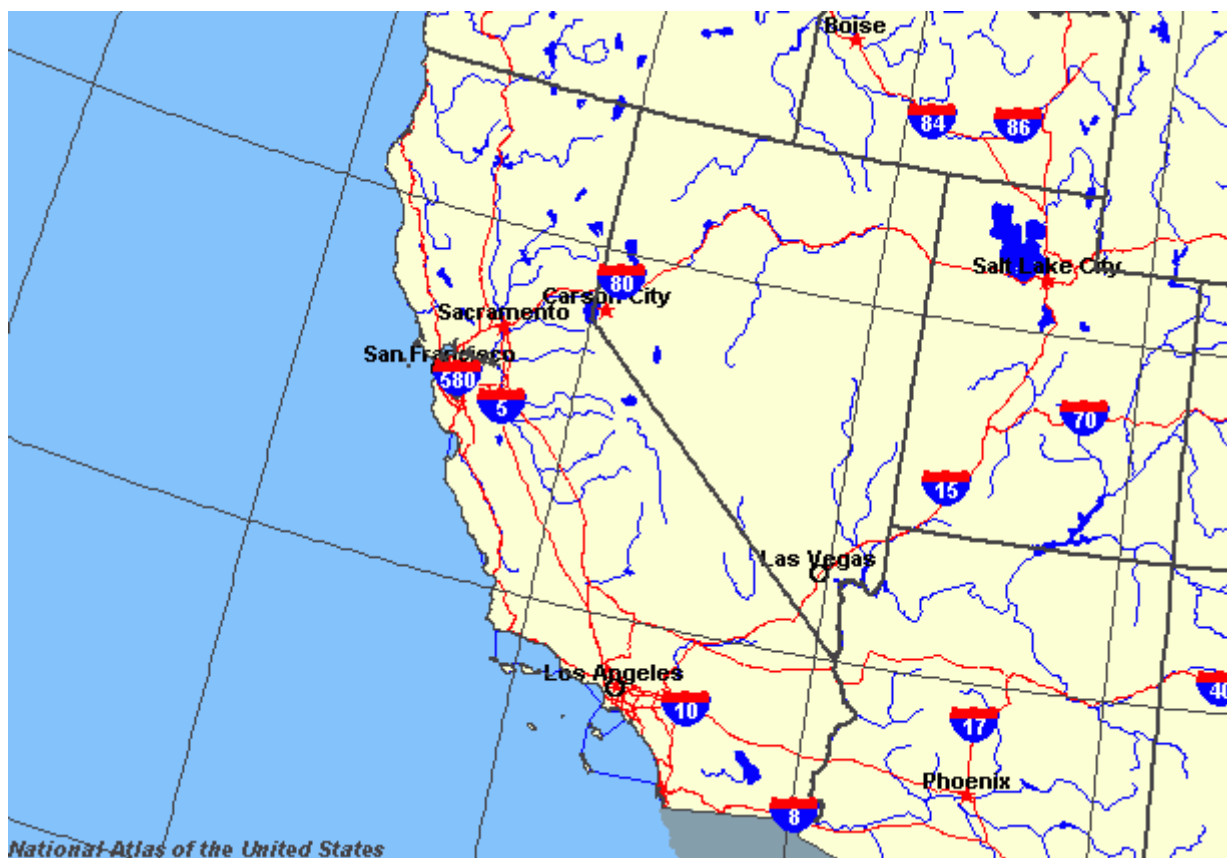 Boise
84
86
Salt Lake City
80
Carson City
Sacramento
San Francisco
580
5
70
15
Las Vegas
Los Angeles
10
40
17
Phoenix
8
National Atlas of the United States